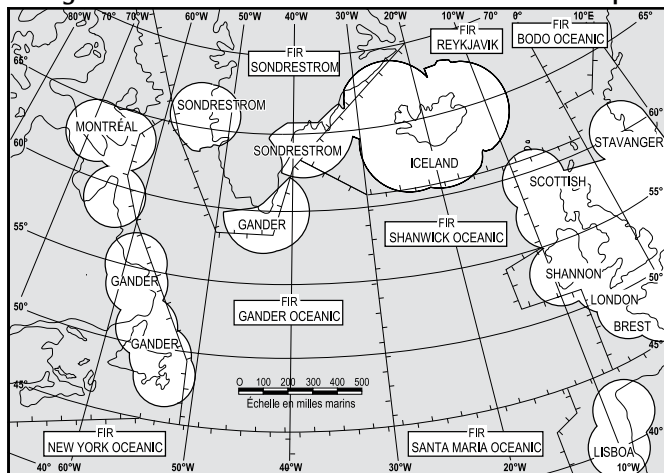 80°W 70°W 60°W 50°W 40°W 30°W 20°W 10°W 70° 0° 10°E 65°
FIR
SONDRESTROM
FIR
REYKJAVIK
FIR
BODO OCEANIC
65°
SONDRESTROM
MONTRÉAL
60°
SONDRESTROM
ICELAND
STAVANGER
60°
SCOTTISH
55°
GANDER
FIR
SHANWICK OCEANIC
55°
GANDER
SHANNON
50°
FIR
GANDER OCEANIC
LONDON
50°
BREST
GANDER
45°
45°
0 100 200 300 400 500
Échelle en milles marins
FIR
NEW YORK OCEANIC
FIR
SANTA MARIA OCEANIC
40°
LISBOA
40° 60°W 50°W 40°W 30°W 20°W 10°W